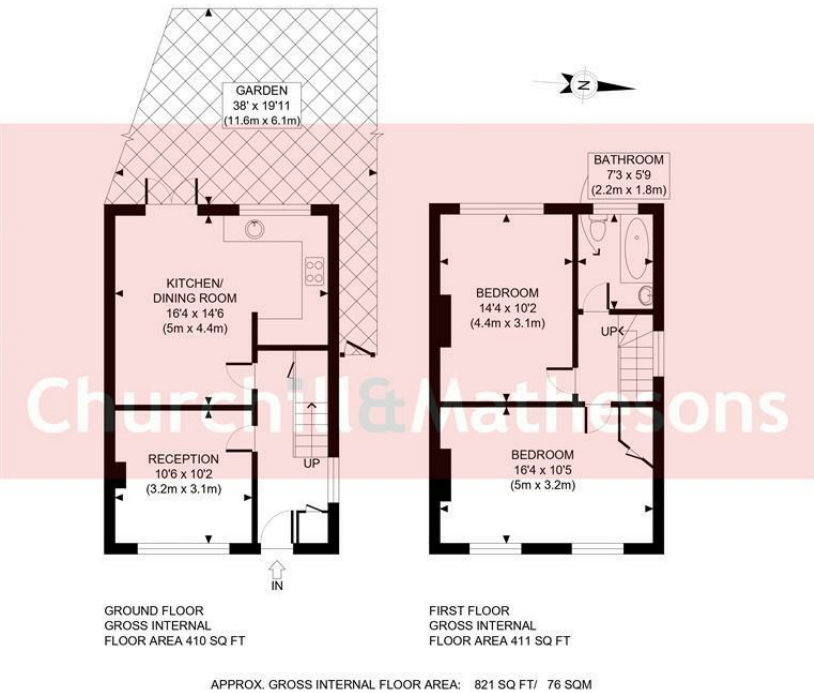 GARDEN
38' x 19'11
(11.6m x 6.1m)
N
BATHROOM
7'3 x 5'9
(2.2m x 1.8m)
KITCHEN/
DINING ROOM
16'4 x 14'6
(5m x 4.4m)
BEDROOM
14'4 x 10'2
(4.4m x 3.1m)
UP
Churchill&Mathesons
RECEPTION
10'6 x 10'2
(3.2m x 3.1m)
UP
BEDROOM
16'4 x 10'5
(5m x 3.2m)
IN
GROUND FLOOR
GROSS INTERNAL
FLOOR AREA 410 SQ FT
FIRST FLOOR
GROSS INTERNAL
FLOOR AREA 411 SQ FT
APPROX. GROSS INTERNAL FLOOR AREA: 821 SQ FT/ 76 SQM